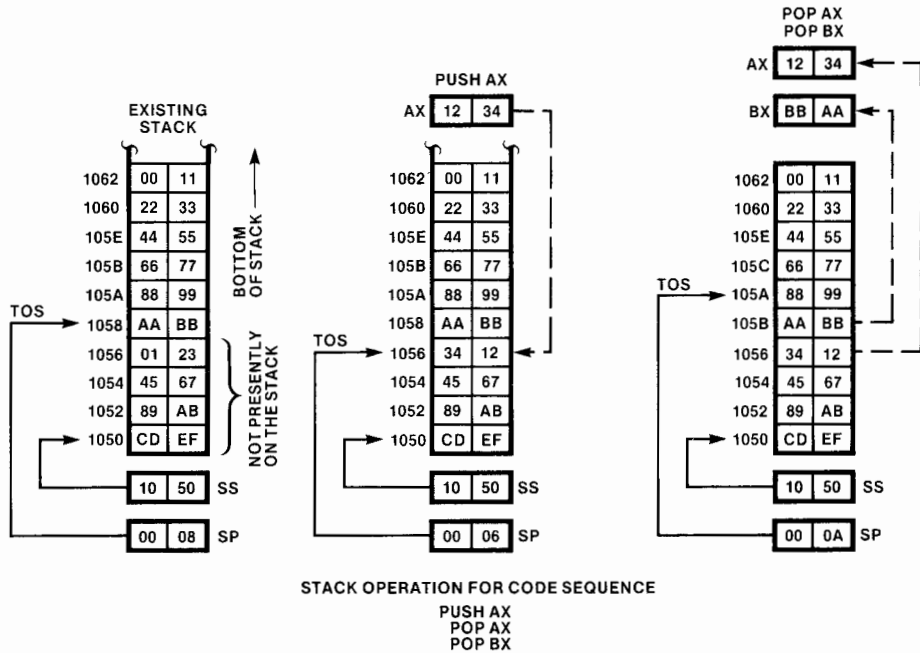 EXISTING
STACK
1062 00 11
1060 22 33
105E 44 55
105B 66 77
105A 88 99
1058 AA BB
1056 01 23
1054 45 67
1052 89 AB
1050 CD EF
TOS
BOTTOM
OF STACK
NOT PRESENTLY
ON THE STACK
10 50 SS
00 08 SP
PUSH AX
AX 12 34
1062 00 11
1060 22 33
105E 44 55
105B 66 77
105A 88 99
1058 AA BB
TOS
1056 34 12
1054 45 67
1052 89 AB
1050 CD EF
10 50 SS
00 06 SP
POP AX
POP BX
AX 12 34
BX BB AA
1062 00 11
1060 22 33
105E 44 55
105C 66 77
TOS
105A 88 99
105B AA BB
1056 34 12
1054 45 67
1052 89 AB
1050 CD EF
10 50 SS
00 0A SP
STACK OPERATION FOR CODE SEQUENCE
PUSH AX
POP AX
POP BX